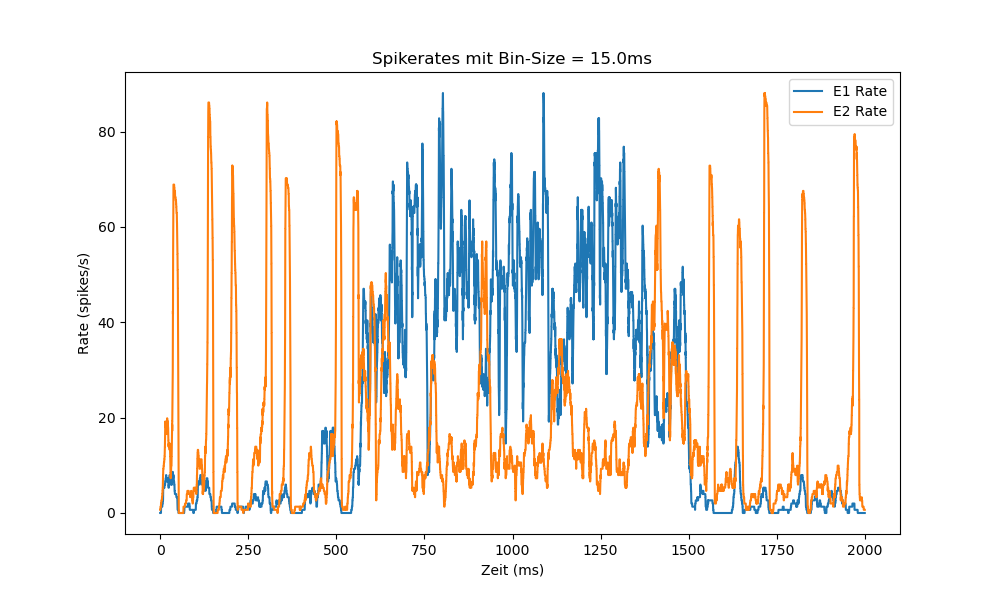 Spikerates mit Bin-Size = 15.0ms
E1 Rate
E2 Rate
Rate (spikes/s)
80
60
40
20
0
0 250 500 750 1000 1250 1500 1750 2000
Zeit (ms)